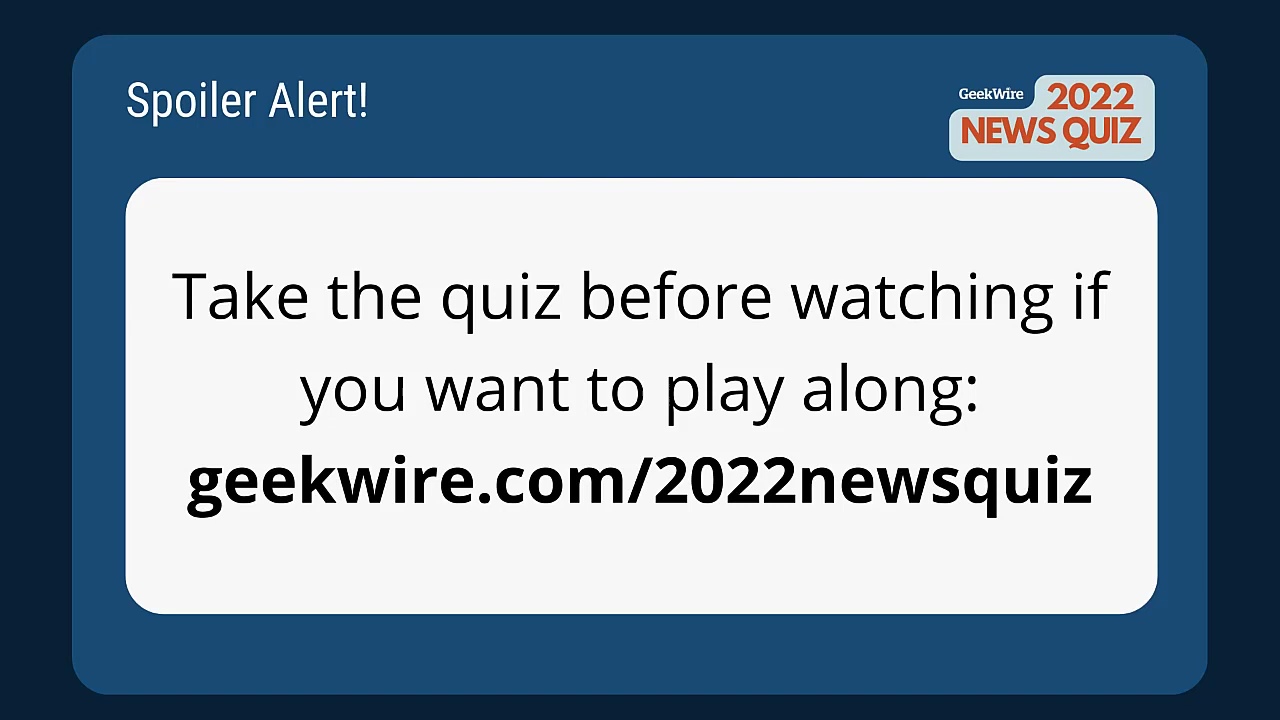 Spoiler Alert!
GeekWire 2022
NEWS QUIZ
Take the quiz before watching if
you want to play along:
geekwire.com/2022newsquiz